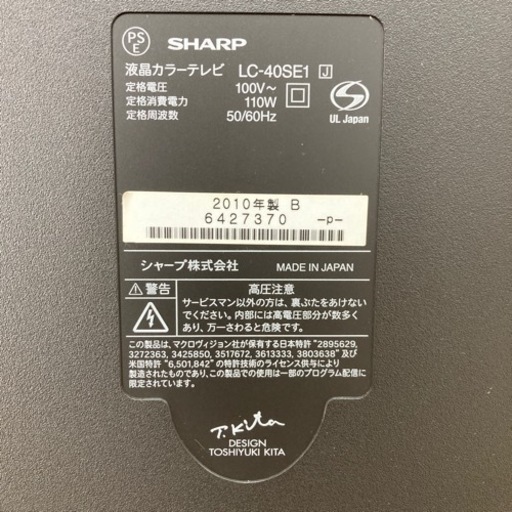 PS
E
SHARP
液晶カラーテレビ LC-40SE1 J
定格電圧 100V~
定格消費電力 110W
定格周波数 50/60Hz
S
UL Japan
2010年製 B
6427370 -p-
シャープ株式会社 MADE IN JAPAN
警告 高圧注意
サービスマン以外の方は、裏ぶたをあけない
でください。内部には高電圧部分が数多く
あり、万一さわると危険です。
この製品は、マクロヴィジョン社が保有する日本特許 "2895629,
3272363, 3425850, 3517672, 3613333, 3803638" 及び
米国特許 "6,501,842" の特許技術のライセンス供与により
製造されたものであり、この製品での使用は一部のプログラム配信に
限定されています。
T. Kita
DESIGN
TOSHIYUKI KITA